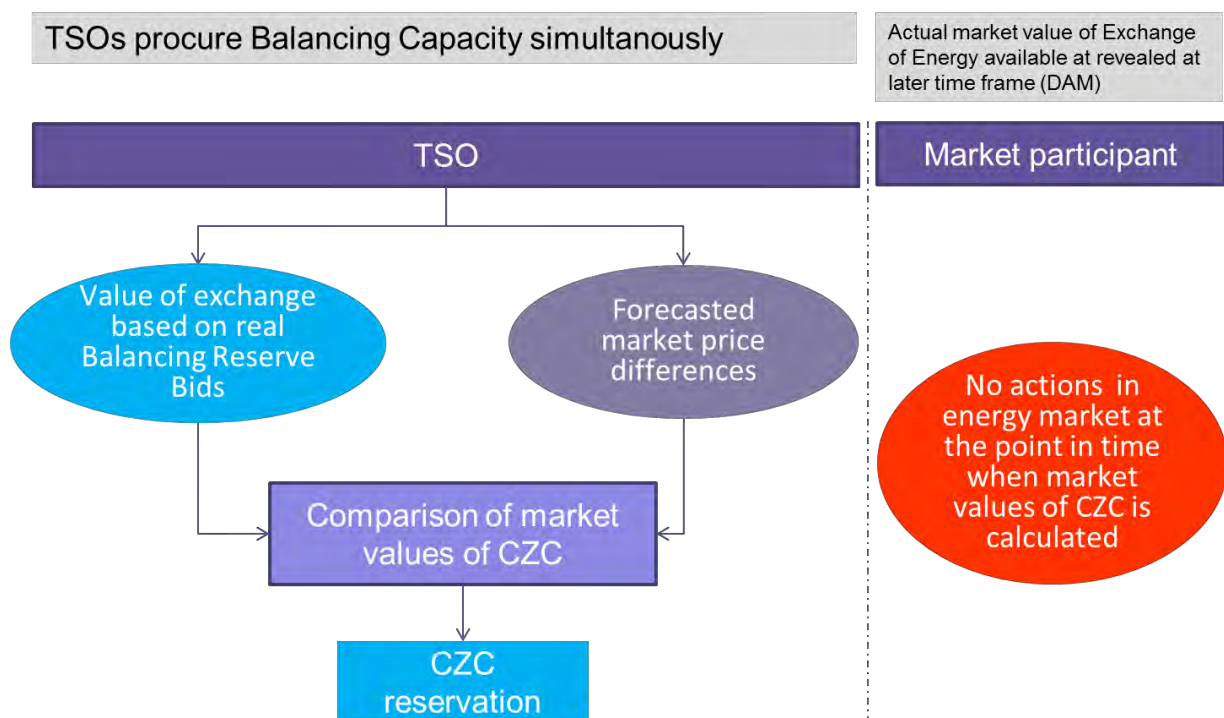 TSOs procure Balancing Capacity simultanously
Actual market value of Exchange
of Energy available at revealed at
later time frame (DAM)
TSO
Market participant
Value of exchange
based on real
Balancing Reserve
Bids
Forecasted
market price
differences
No actions in
energy market at
the point in time
when market
values of CZC is
calculated
Comparison of market
values of CZC
CZC
reservation